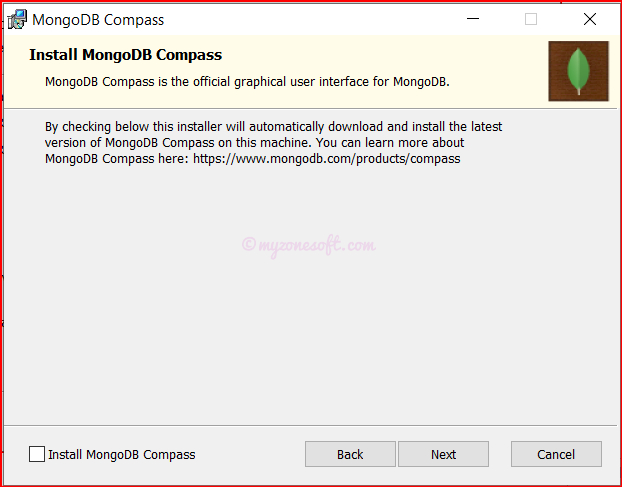 MongoDB Compass
Install MongoDB Compass
MongoDB Compass is the official graphical user interface for MongoDB.
By checking below this installer will automatically download and install the latest
version of MongoDB Compass on this machine. You can learn more about
MongoDB Compass here: https://www.mongodb.com/products/compass
©myzonesoft.com
Install MongoDB Compass
Back
Next
Cancel